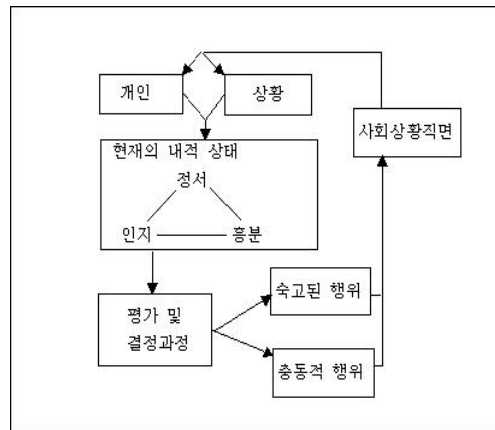 개인
상황
사회상황직면
현재의 내적 상태
정서
인지
흥분
평가 및
결정과정
숙고된 행위
충동적 행위